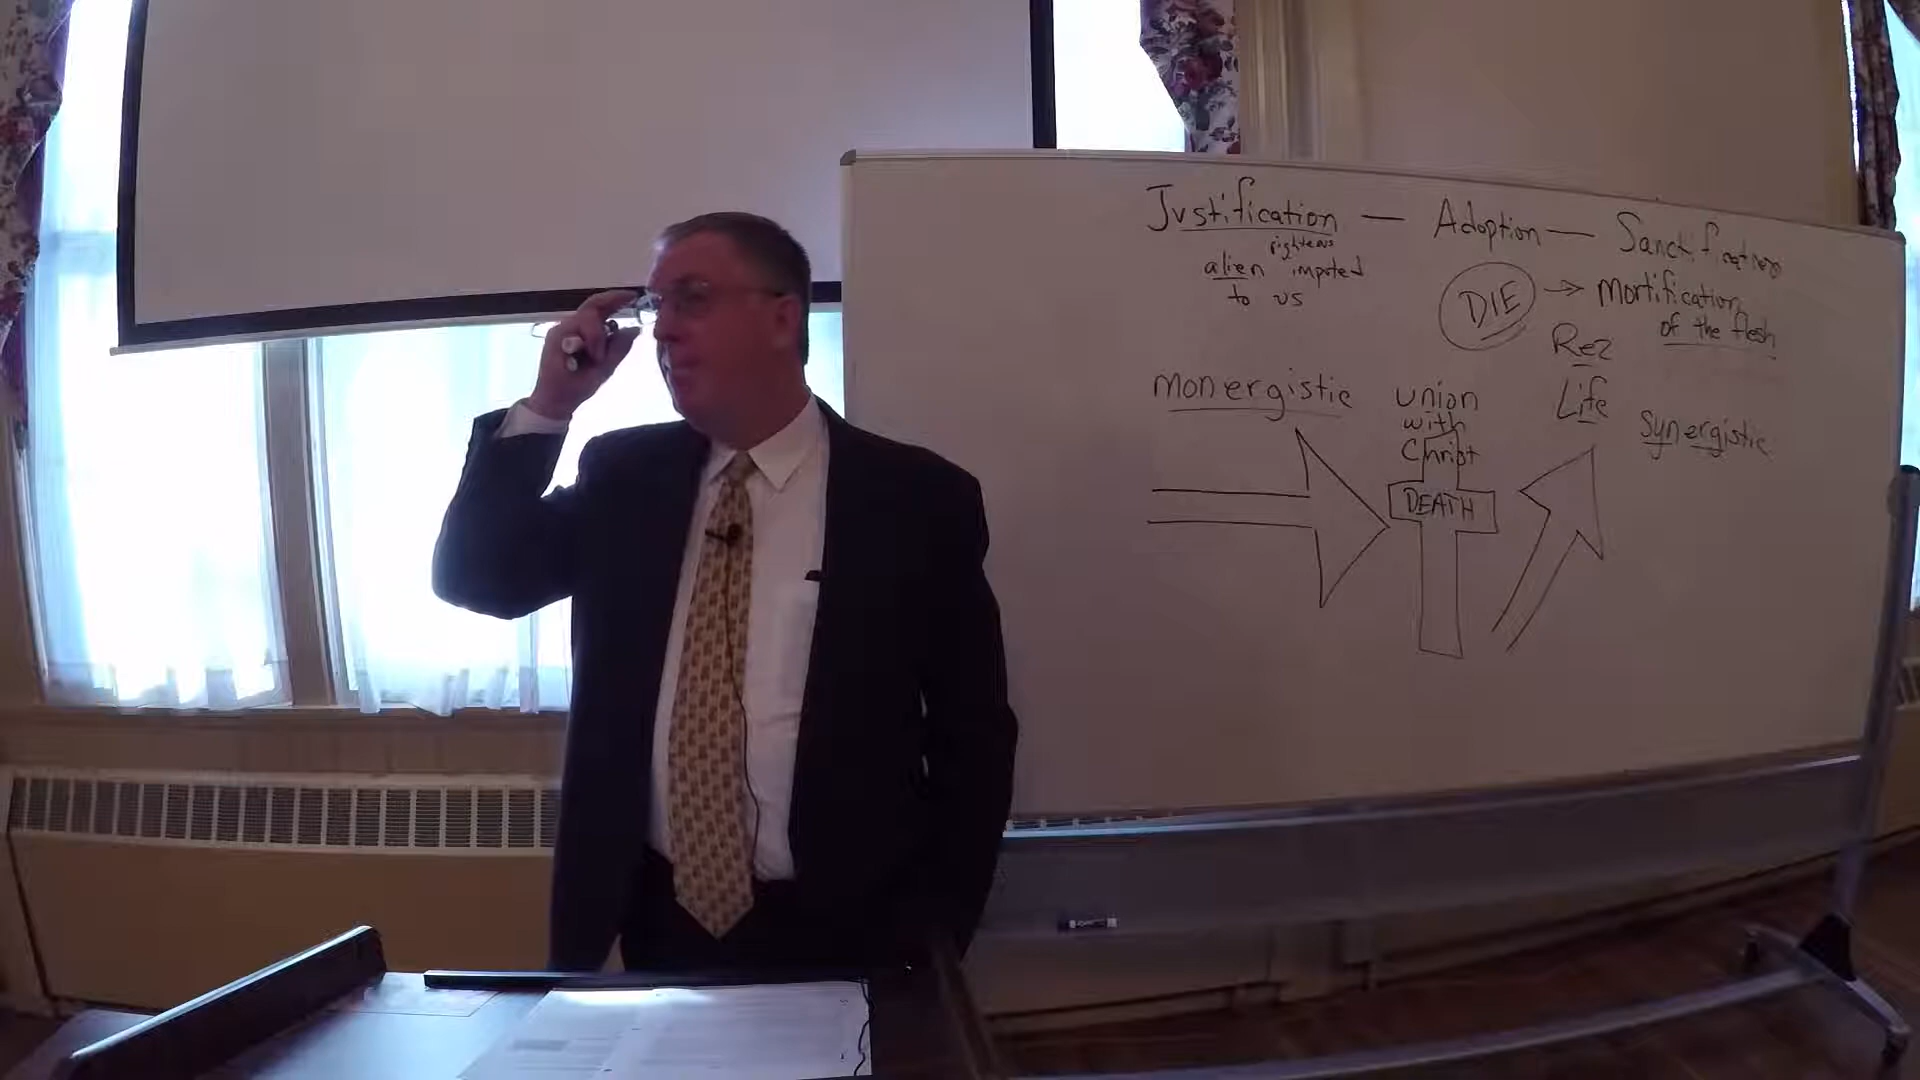 Justification — Adoption — Sanctification
righteous
alien imputed
to us
DIE → Mortification
of the flesh
Rez
Life
monergistic
union
with
Christ
synergistic
DEATH